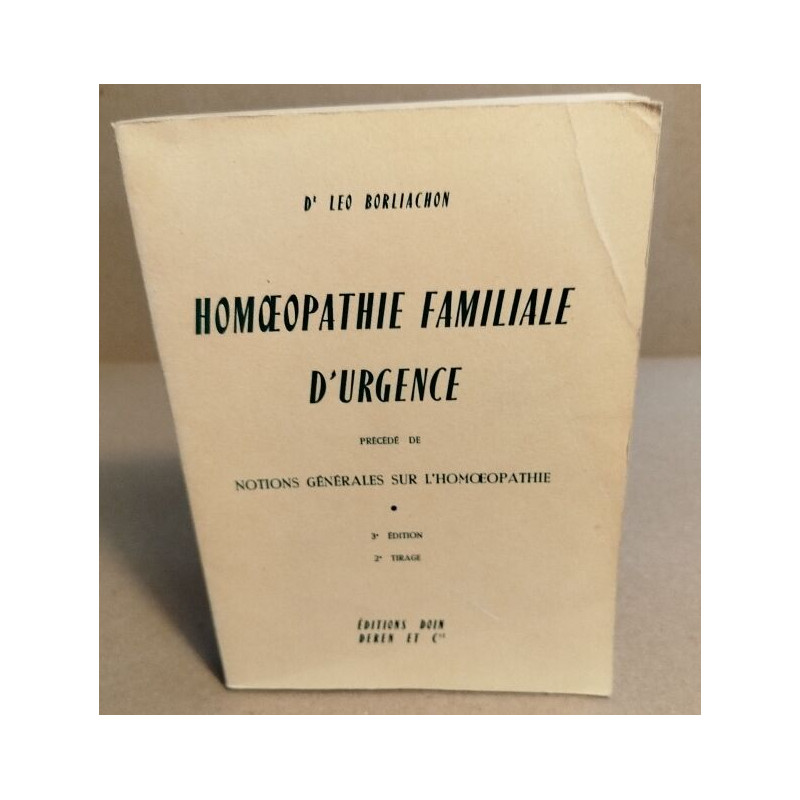 Dr LEO BORLIACHON
HOMŒOPATHIE FAMILIALE
D'URGENCE
PRÉCÉDÉ DE
NOTIONS GÉNÉRALES SUR L'HOMŒOPATHIE
•
3e ÉDITION
2e TIRAGE
ÉDITIONS DOIN
DEREN ET Cie